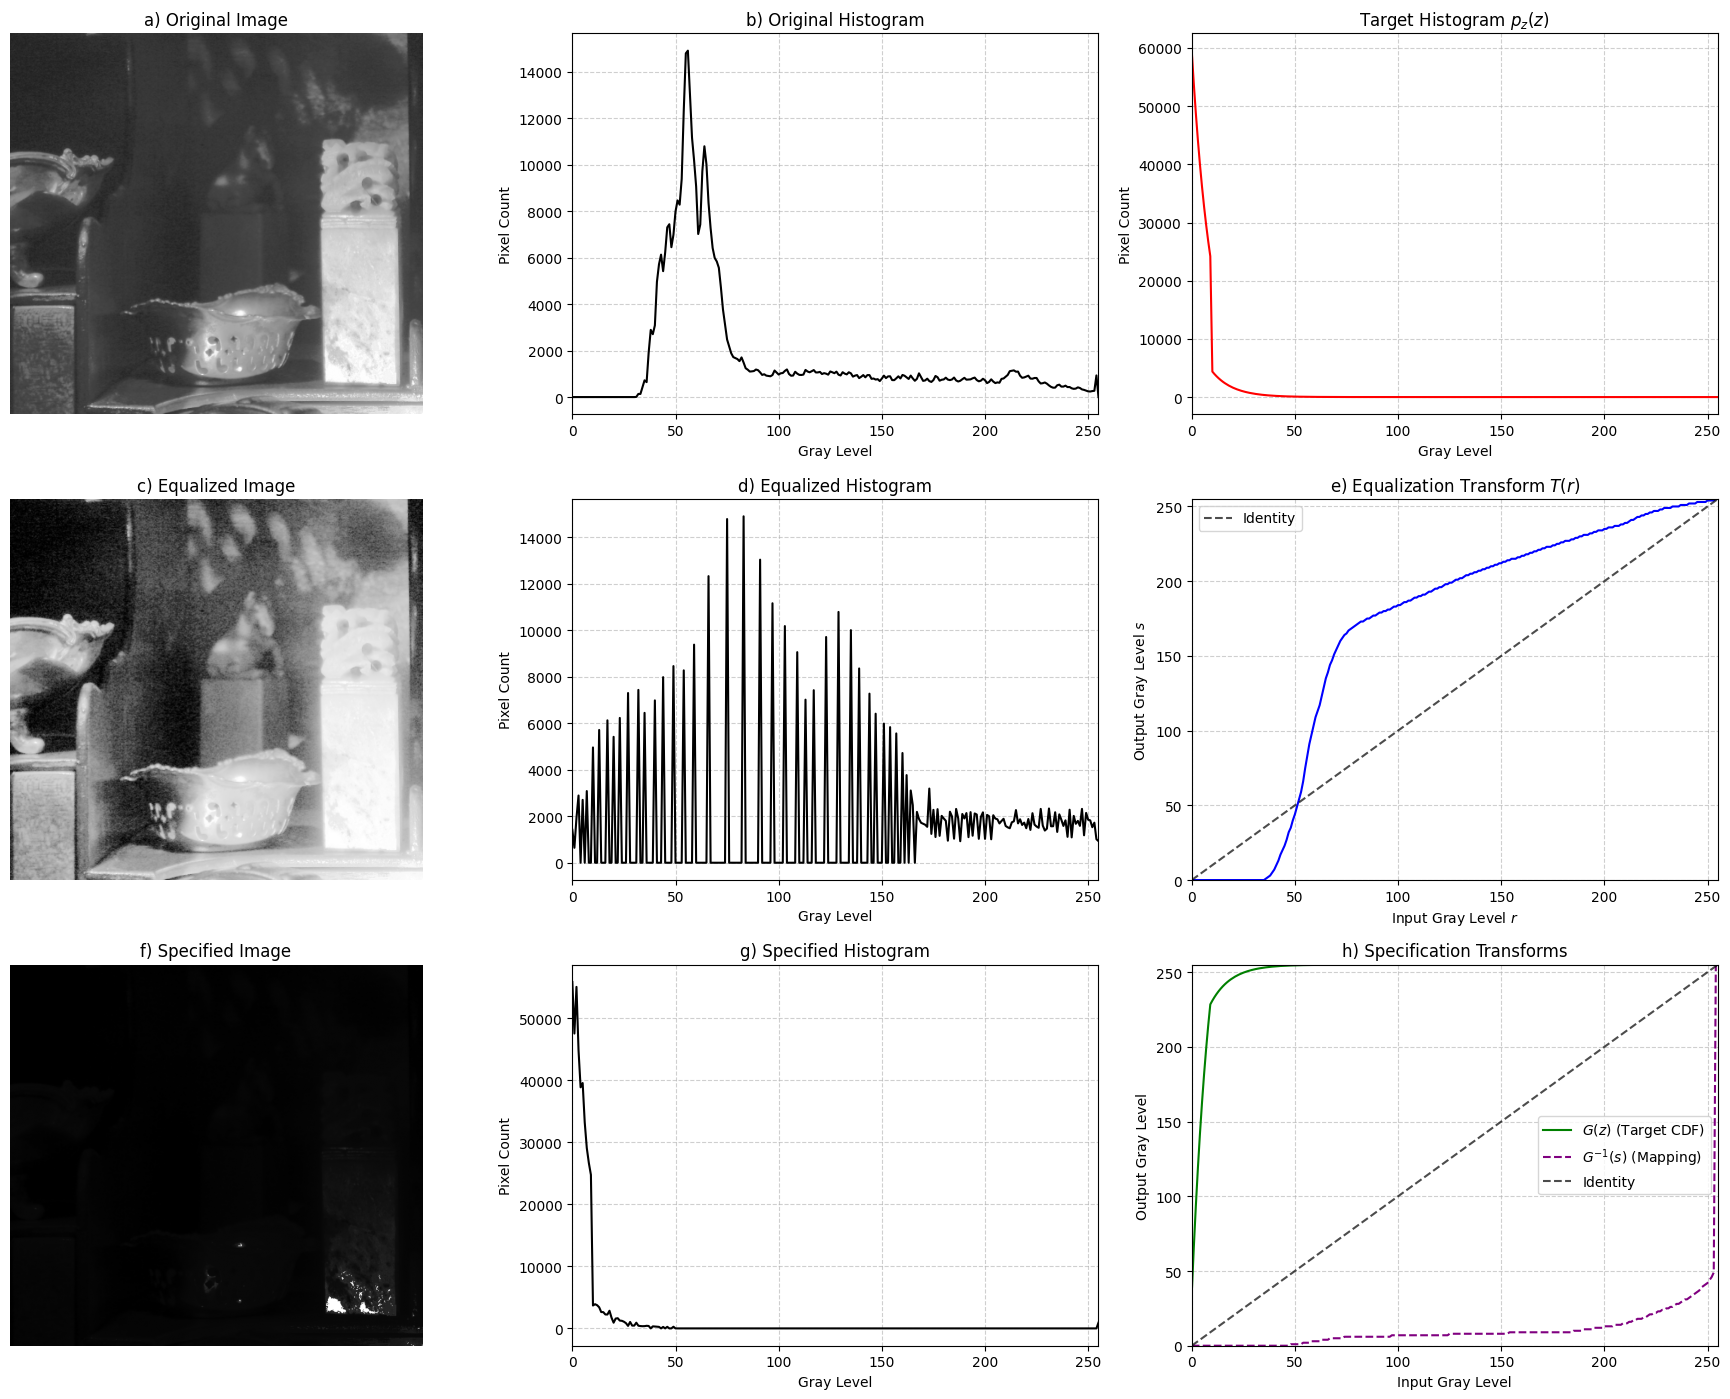 a) Original Image
b) Original Histogram
Target Histogram p_z(z)
Pixel Count
14000
12000
10000
8000
6000
4000
2000
0
0 50 100 150 200 250
Gray Level
Pixel Count
60000
50000
40000
30000
20000
10000
0
0 50 100 150 200 250
Gray Level
c) Equalized Image
d) Equalized Histogram
e) Equalization Transform T(r)
Pixel Count
14000
12000
10000
8000
6000
4000
2000
0
0 50 100 150 200 250
Gray Level
Output Gray Level s
250
200
150
100
50
0
Identity
0 50 100 150 200 250
Input Gray Level r
f) Specified Image
g) Specified Histogram
h) Specification Transforms
Pixel Count
50000
40000
30000
20000
10000
0
0 50 100 150 200 250
Gray Level
Output Gray Level
250
200
150
100
50
0
G(z) (Target CDF)
G⁻¹(s) (Mapping)
Identity
0 50 100 150 200 250
Input Gray Level